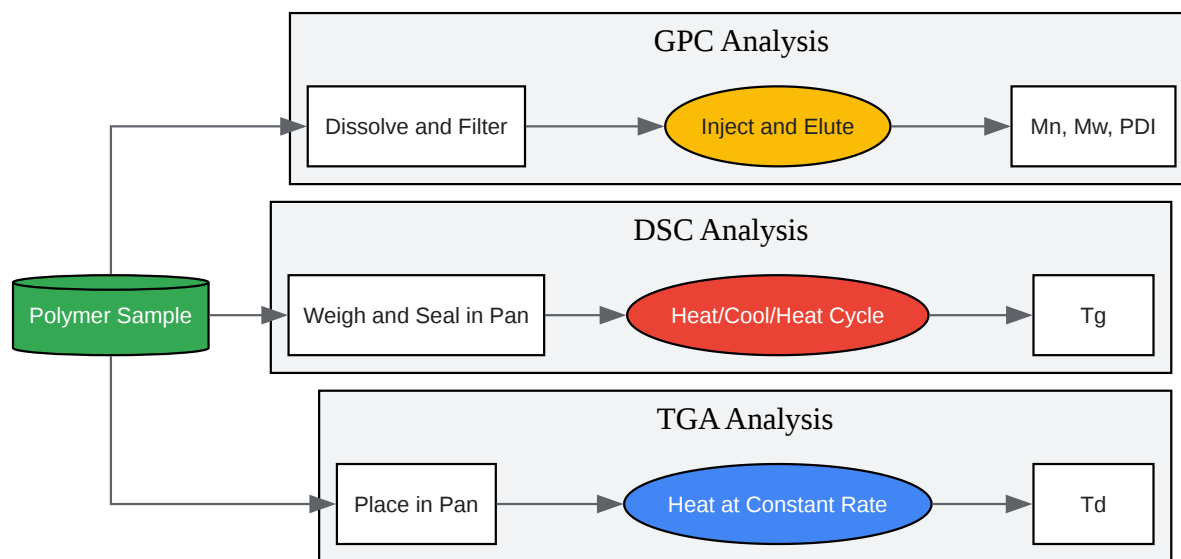 GPC Analysis
Dissolve and Filter
Inject and Elute
Mn, Mw, PDI
DSC Analysis
Polymer Sample
Weigh and Seal in Pan
Heat/Cool/Heat Cycle
Tg
TGA Analysis
Place in Pan
Heat at Constant Rate
Td